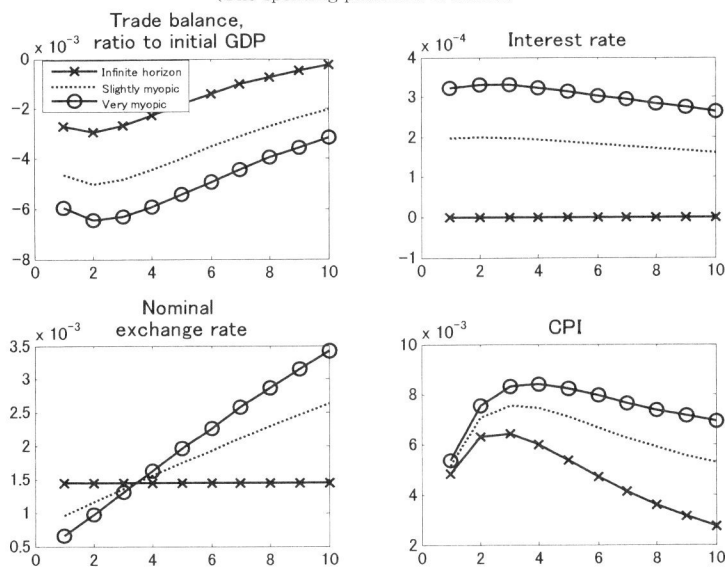 Trade balance,
ratio to initial GDP
x 10⁻³
0
-2
-4
-6
-8
0 2 4 6 8 10
Infinite horizon
Slightly myopic
Very myopic
Interest rate
x 10⁻⁴
4
3
2
1
0
-1
0 2 4 6 8 10
Nominal
exchange rate
x 10⁻³
3.5
3
2.5
2
1.5
1
0.5
0 2 4 6 8 10
CPI
x 10⁻³
10
8
6
4
2
0 2 4 6 8 10